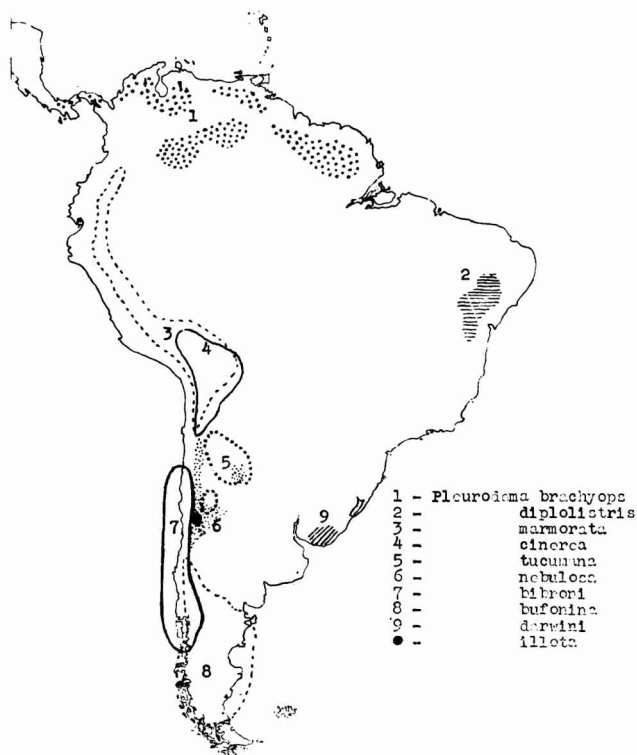 1
2
3
4
5
6
7
8
9
1 - Pleurodema brachyops
2 - diplolistris
3 - marmorata
4 - cinerea
5 - tucumana
6 - nebulosa
7 - bibroni
8 - bufonina
9 - darwini
● - illota